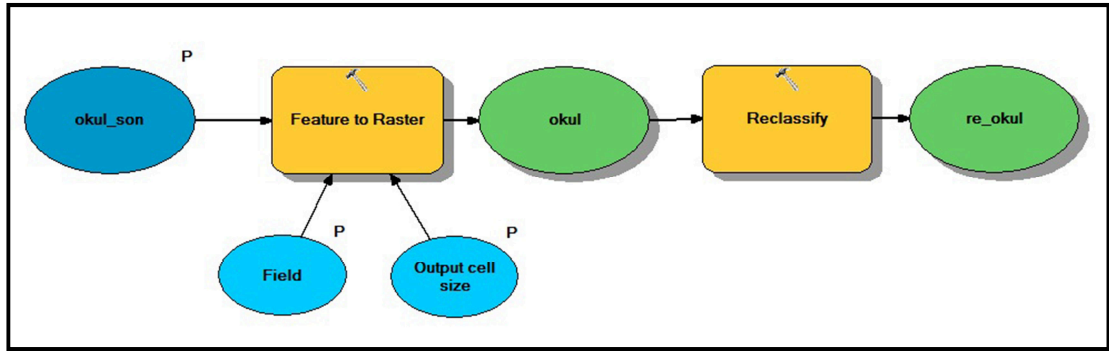 P
okul_son
Feature to Raster
okul
Reclassify
re_okul
P
Field
P
Output cell
size